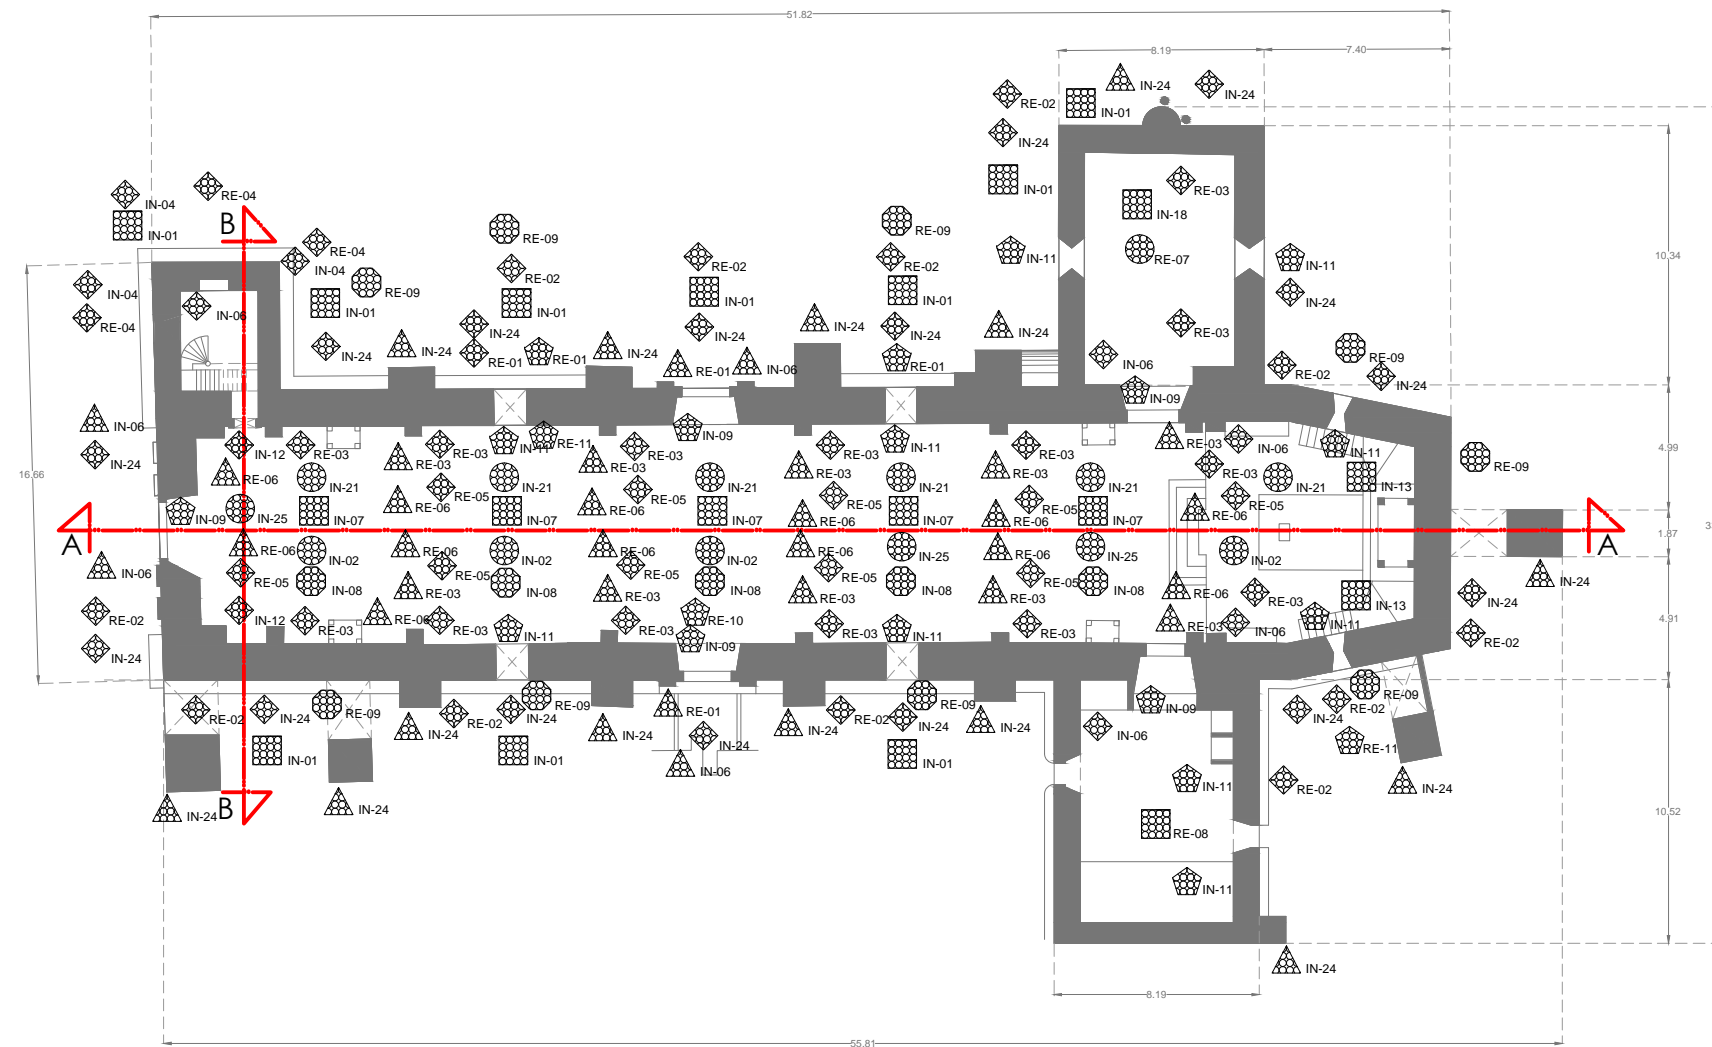 51.82
8.19
7.40
IN-24
IN-24
RE-02
IN-01
IN-24
IN-01
RE-03
IN-18
RE-04
IN-04
IN-01
B
RE-09
RE-09
RE-04
IN-04
IN-11
RE-07
IN-11
10.34
RE-02
RE-02
RE-02
IN-04
RE-09
IN-01
IN-01
IN-01
IN-01
IN-24
RE-04
IN-06
IN-24
IN-24
IN-24
IN-24
IN-24
RE-03
IN-24
IN-24
IN-24
RE-01
RE-01
RE-01
IN-06
RE-01
IN-06
RE-09
RE-02
IN-24
IN-09
IN-06
IN-09
IN-12
RE-03
RE-03
IN-11
RE-11
RE-03
RE-03
IN-11
RE-03
RE-03
IN-06
IN-11
4.99
IN-24
RE-03
RE-03
RE-03
RE-03
RE-03
RE-09
16.66
RE-06
IN-21
IN-21
IN-21
IN-21
IN-21
IN-21
IN-13
RE-05
RE-05
RE-05
RE-05
RE-05
RE-06
RE-06
IN-09
IN-25
IN-07
IN-07
IN-07
RE-06
IN-07
RE-06
IN-07
RE-06
3
1.87
A
A
RE-06
IN-02
RE-06
IN-02
RE-06
IN-02
RE-06
IN-25
RE-06
IN-25
IN-02
IN-06
RE-05
RE-05
RE-05
RE-05
RE-05
IN-24
IN-08
RE-03
IN-08
RE-03
IN-08
RE-03
IN-08
RE-03
IN-08
RE-06
RE-03
IN-13
IN-24
RE-02
IN-12
RE-03
RE-06
RE-03
IN-11
RE-03
RE-10
RE-03
IN-11
RE-03
RE-03
IN-06
IN-11
4.91
RE-02
IN-09
IN-24
RE-09
RE-09
RE-09
RE-09
RE-02
IN-24
RE-09
RE-02
IN-24
RE-01
RE-02
IN-24
IN-09
IN-24
RE-02
IN-24
IN-24
IN-24
IN-24
IN-24
IN-06
RE-11
IN-01
IN-01
IN-01
IN-06
IN-11
RE-02
IN-24
IN-24
B
IN-24
10.52
RE-08
IN-11
IN-24
8.19
55.81